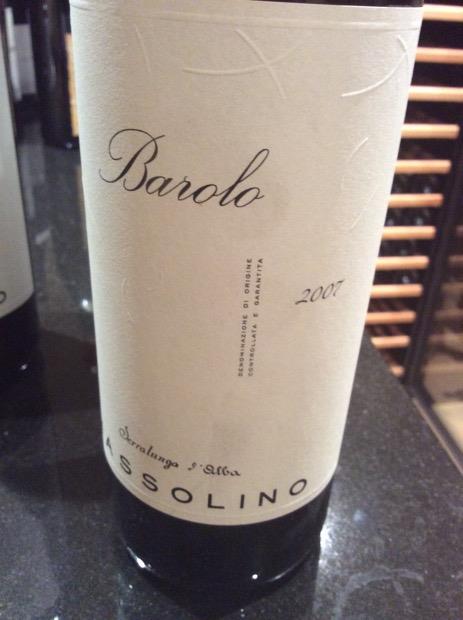 Barolo
2007
DENOMINAZIONE DI ORIGINE
CONTROLLATA E GARANTITA
Serralunga d'Alba
ASSOLINO